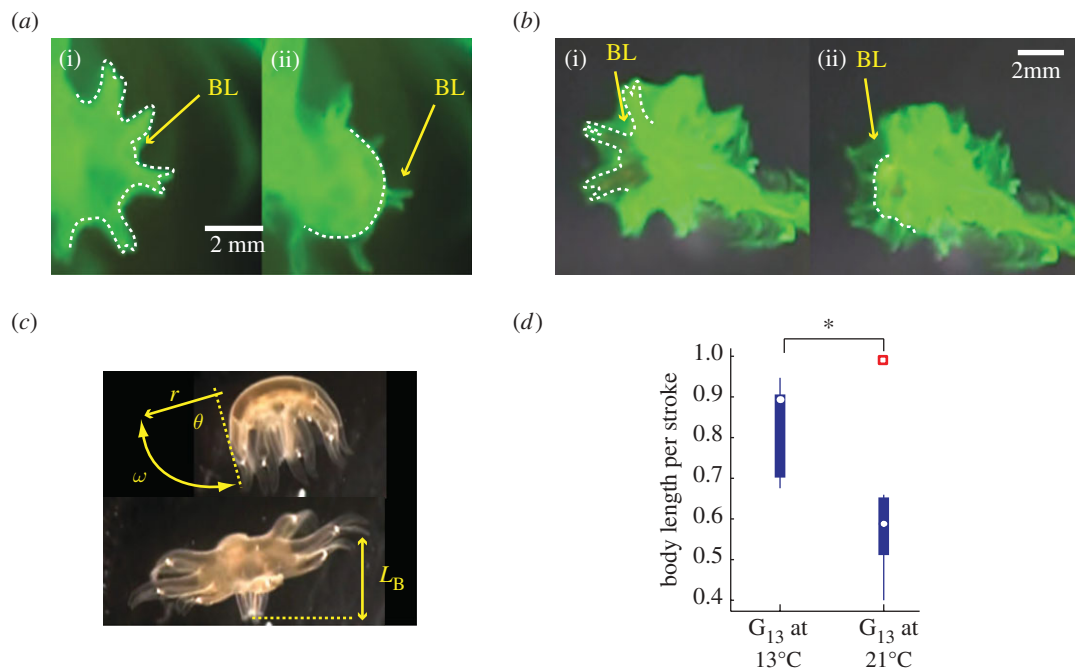 (a)
(i)
BL
2 mm
(ii)
BL
(b)
(i)
BL
(ii)
BL
2mm
(c)
r
θ
ω
L_B
(d)
*
body length per stroke
1.0
0.9
0.8
0.7
0.6
0.5
0.4
G₁₃ at
13°C
G₁₃ at
21°C